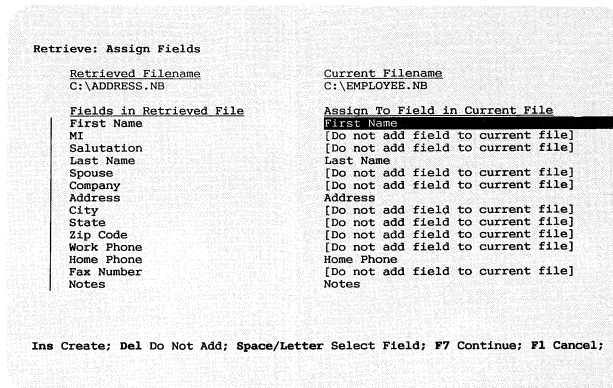 Retrieve: Assign Fields
Retrieved Filename Current Filename
C:\ADDRESS.NB C:\EMPLOYEE.NB
Fields in Retrieved File Assign To Field in Current File
First Name First Name
MI [Do not add field to current file]
Salutation [Do not add field to current file]
Last Name Last Name
Spouse [Do not add field to current file]
Company [Do not add field to current file]
Address Address
City [Do not add field to current file]
State [Do not add field to current file]
Zip Code [Do not add field to current file]
Work Phone [Do not add field to current file]
Home Phone Home Phone
Fax Number [Do not add field to current file]
Notes Notes
Ins Create; Del Do Not Add; Space/Letter Select Field; F7 Continue; F1 Cancel;